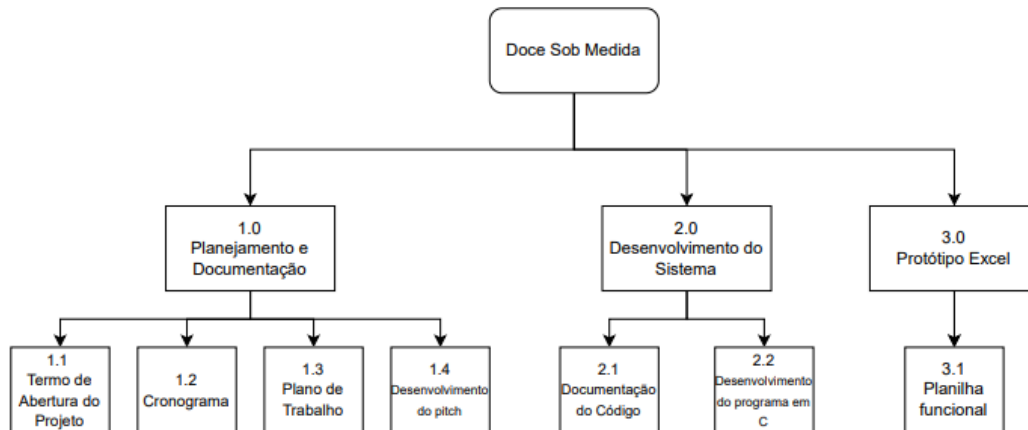 Doce Sob Medida
1.0
Planejamento e
Documentação
2.0
Desenvolvimento do
Sistema
3.0
Protótipo Excel
1.1
Termo de
Abertura do
Projeto
1.2
Cronograma
1.3
Plano de
Trabalho
1.4
Desenvolvimento
do pitch
2.1
Documentação
do Código
2.2
Desenvolvimento
do programa em
C
3.1
Planilha
funcional